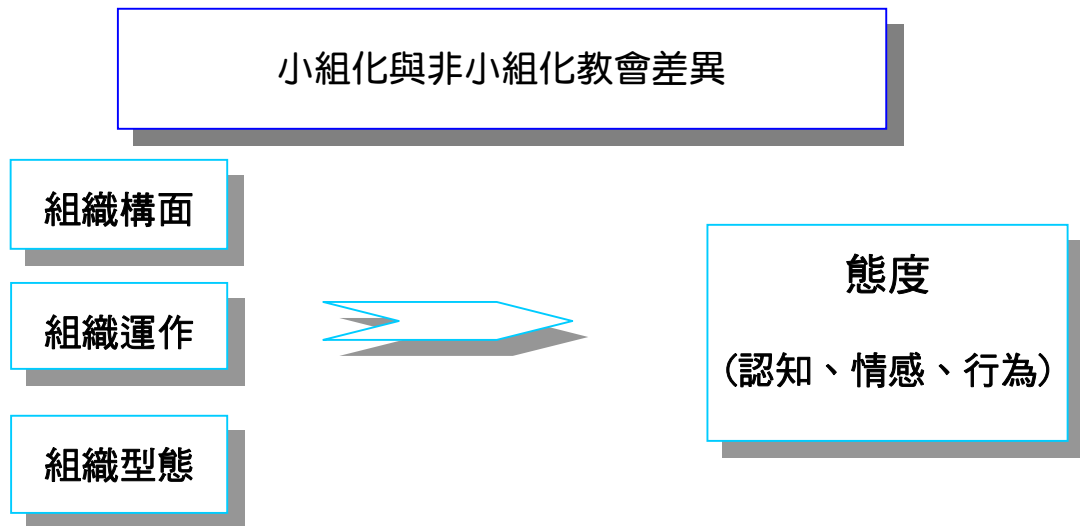 小組化與非小組化教會差異
組織構面
組織運作
組織型態
態度
(認知、情感、行為)